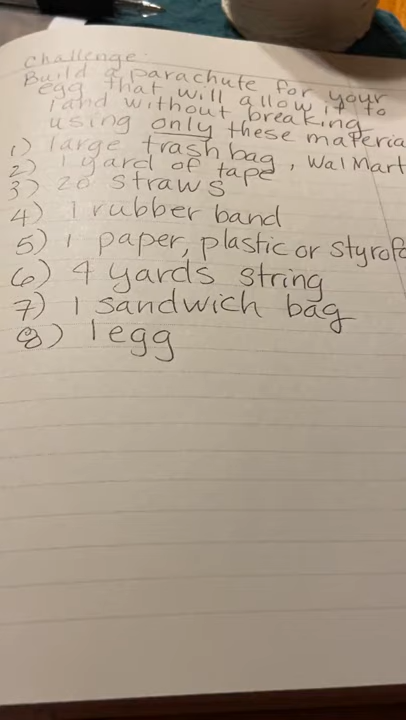 Challenge:
Build a parachute for your
egg that will allow it to
land without breaking
using only these materia
1) large trash bag, WalMart
2) 1 yard of tape
3) 20 straws
4) 1 rubber band
5) 1 paper, plastic or styrofo
6) 4 yards string
7) 1 sandwich bag
8) 1 egg